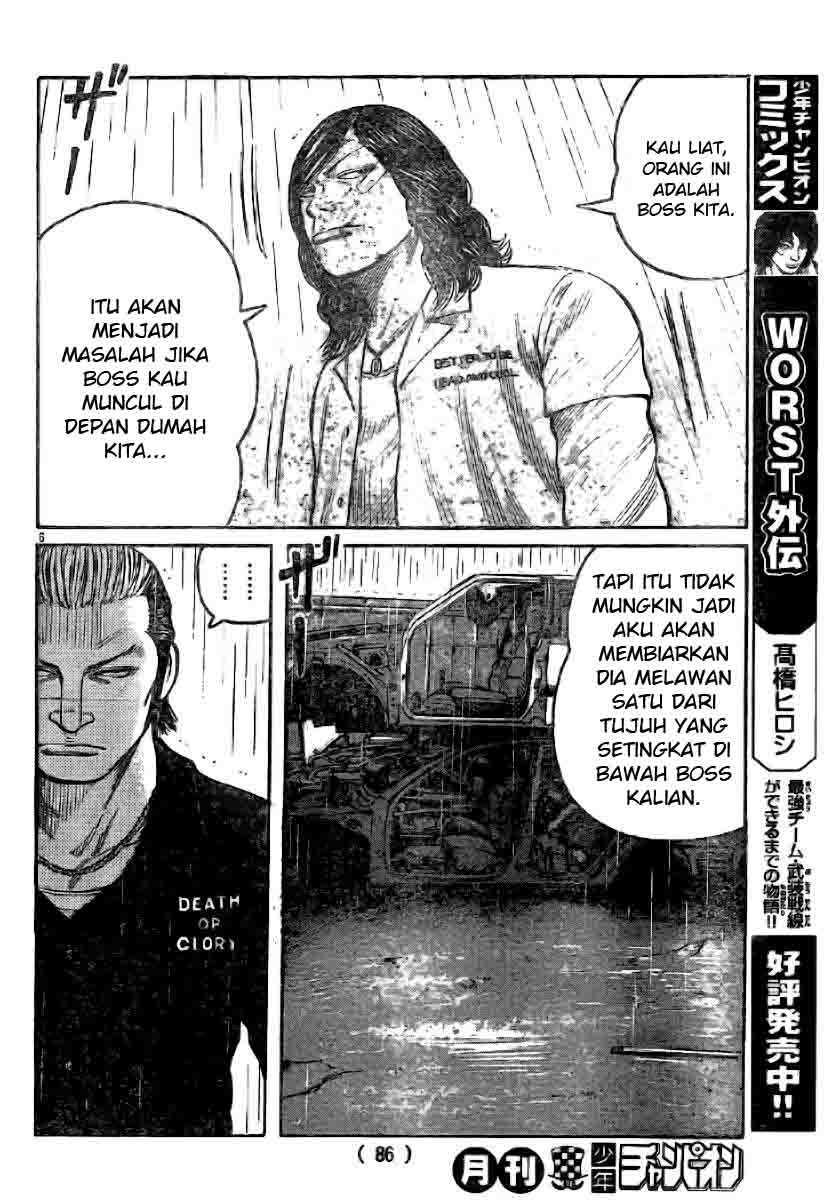 ザ
KAU LIAT,
ORANG INI
ADALAH
BOSS KITA.
ITU AKAN
MENJADI
MASALAH JIKA
BOSS KAU
MUNCUL DI
DEPAN DUMAH
KITA...
6
ザ
TAPI ITU TIDAK
MUNGKIN JADI
AKU AKAN
MEMBIARKAN
DIA MELAWAN
SATU DARI
TUJUH YANG
SETINGKAT DI
BAWAH BOSS
KALIAN.
DEATH
OR
GLORY
少年チャンピオン
コミックス
WORST外伝
髙橋ヒロシ
最強チーム・武装戦線
ができるまでの物語!!
好評発売中!!
( 86 )
月刊少年チャンピオン